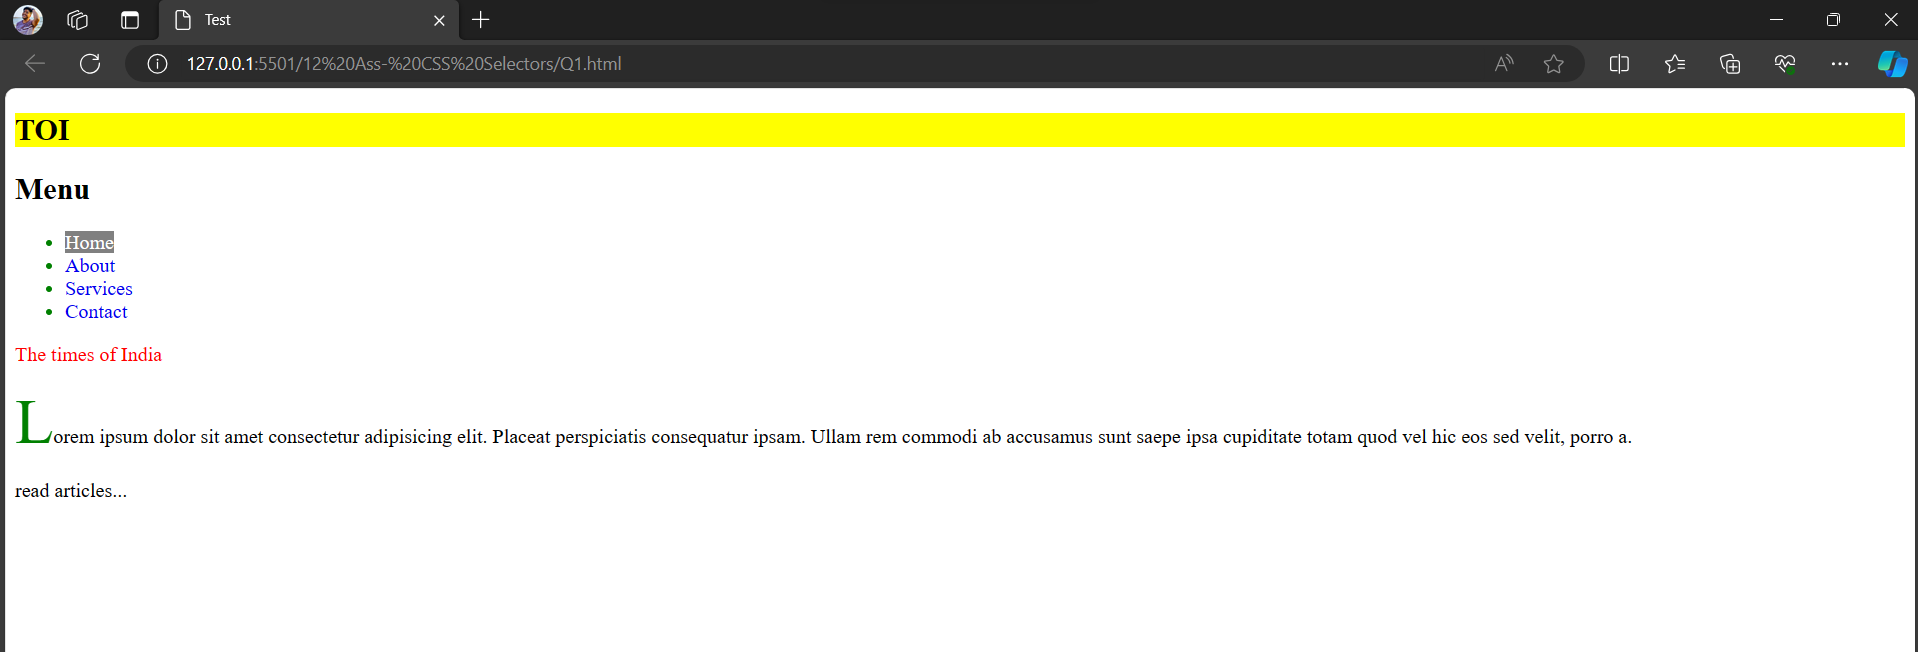 Test
127.0.0.1:5501/12%20Ass-%20CSS%20Selectors/Q1.html
TOI
Menu
Home
About
Services
Contact
The times of India
Lorem ipsum dolor sit amet consectetur adipisicing elit. Placeat perspiciatis consequatur ipsam. Ullam rem commodi ab accusamus sunt saepe ipsa cupiditate totam quod vel hic eos sed velit, porro a.
read articles...